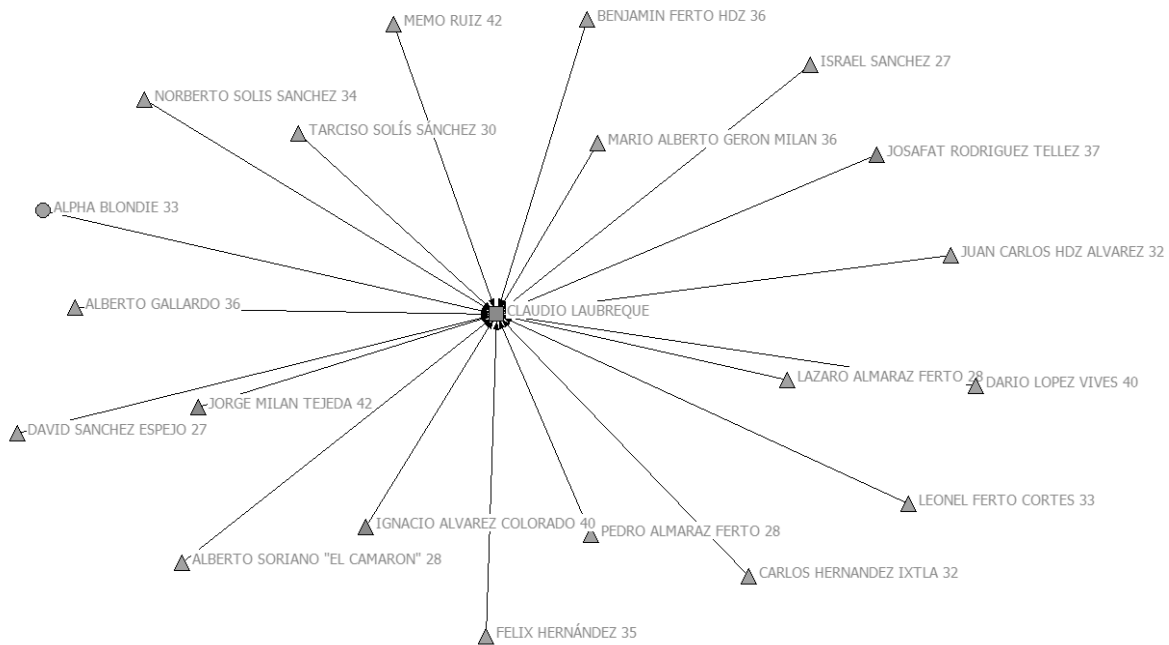 MEMO RUIZ 42
BENJAMIN FERTO HDZ 36
ISRAEL SANCHEZ 27
NORBERTO SOLIS SANCHEZ 34
TARCISO SOLÍS SÁNCHEZ 30
MARIO ALBERTO GERON MILAN 36
JOSAFAT RODRIGUEZ TELLEZ 37
ALPHA BLONDIE 33
JUAN CARLOS HDZ ALVAREZ 32
ALBERTO GALLARDO 36
CLAUDIO LAUBREQUE
LAZARO ALMARAZ FERTO 28
DARIO LOPEZ VIVES 40
JORGE MILAN TEJEDA 42
DAVID SANCHEZ ESPEJO 27
LEONEL FERTO CORTES 33
IGNACIO ALVAREZ COLORADO 40
PEDRO ALMARAZ FERTO 28
ALBERTO SORIANO "EL CAMARON" 28
CARLOS HERNANDEZ IXTLA 32
FELIX HERNÁNDEZ 35